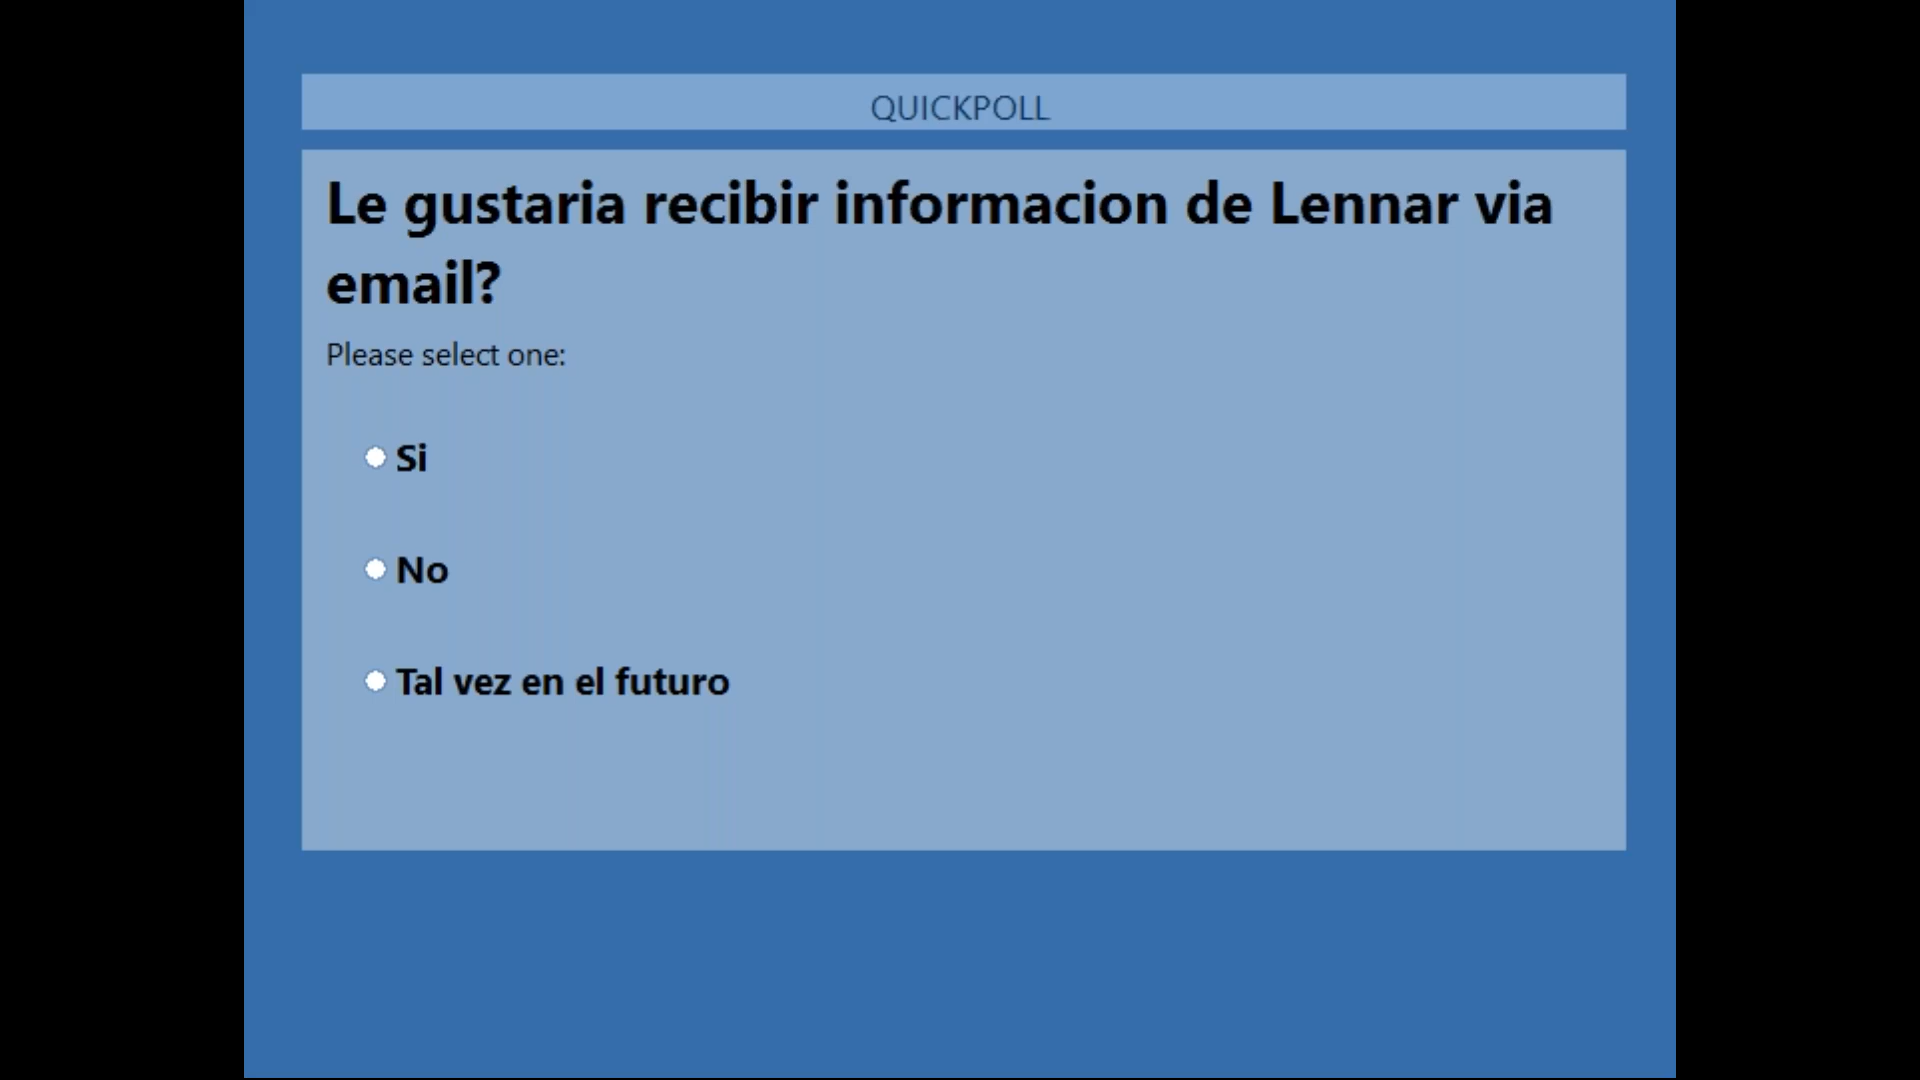 QUICKPOLL
Le gustaria recibir informacion de Lennar via
email?
Please select one:
Si
No
Tal vez en el futuro